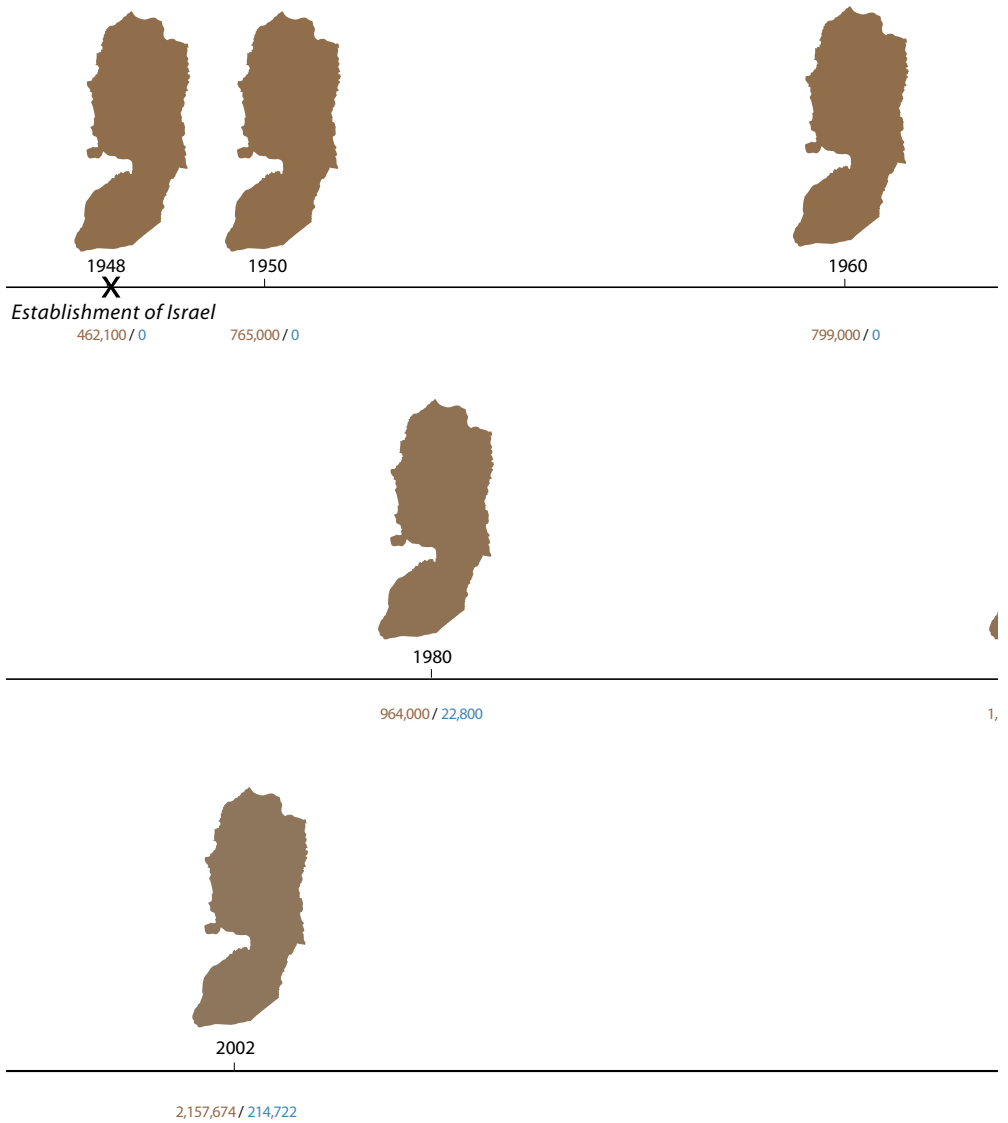 1948 1950 1960
Establishment of Israel
462,100 / 0 765,000 / 0 799,000 / 0
1980
964,000 / 22,800 1,
2002
2,157,674 / 214,722